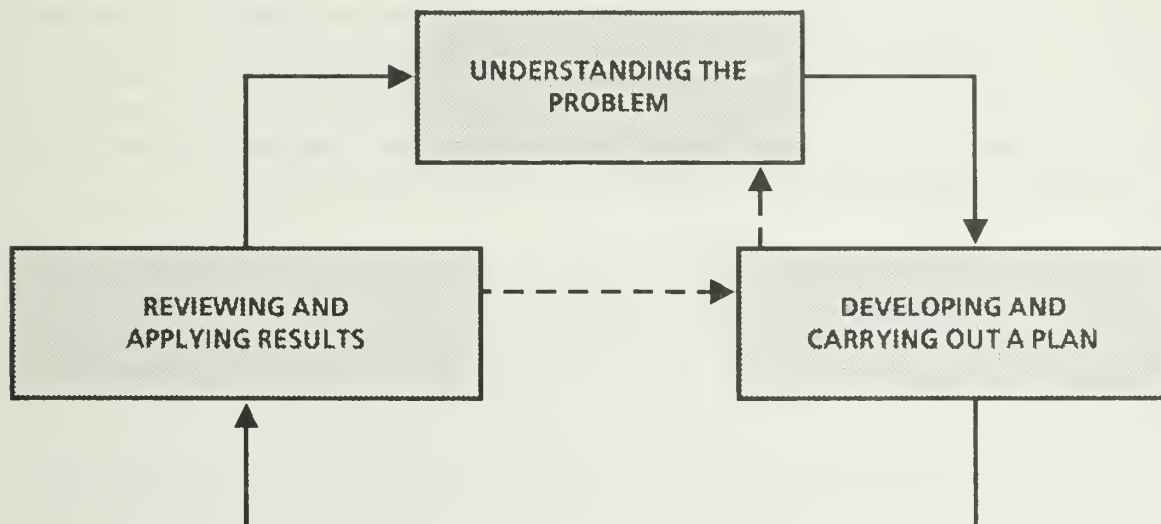 UNDERSTANDING THE
PROBLEM
REVIEWING AND
APPLYING RESULTS
DEVELOPING AND
CARRYING OUT A PLAN